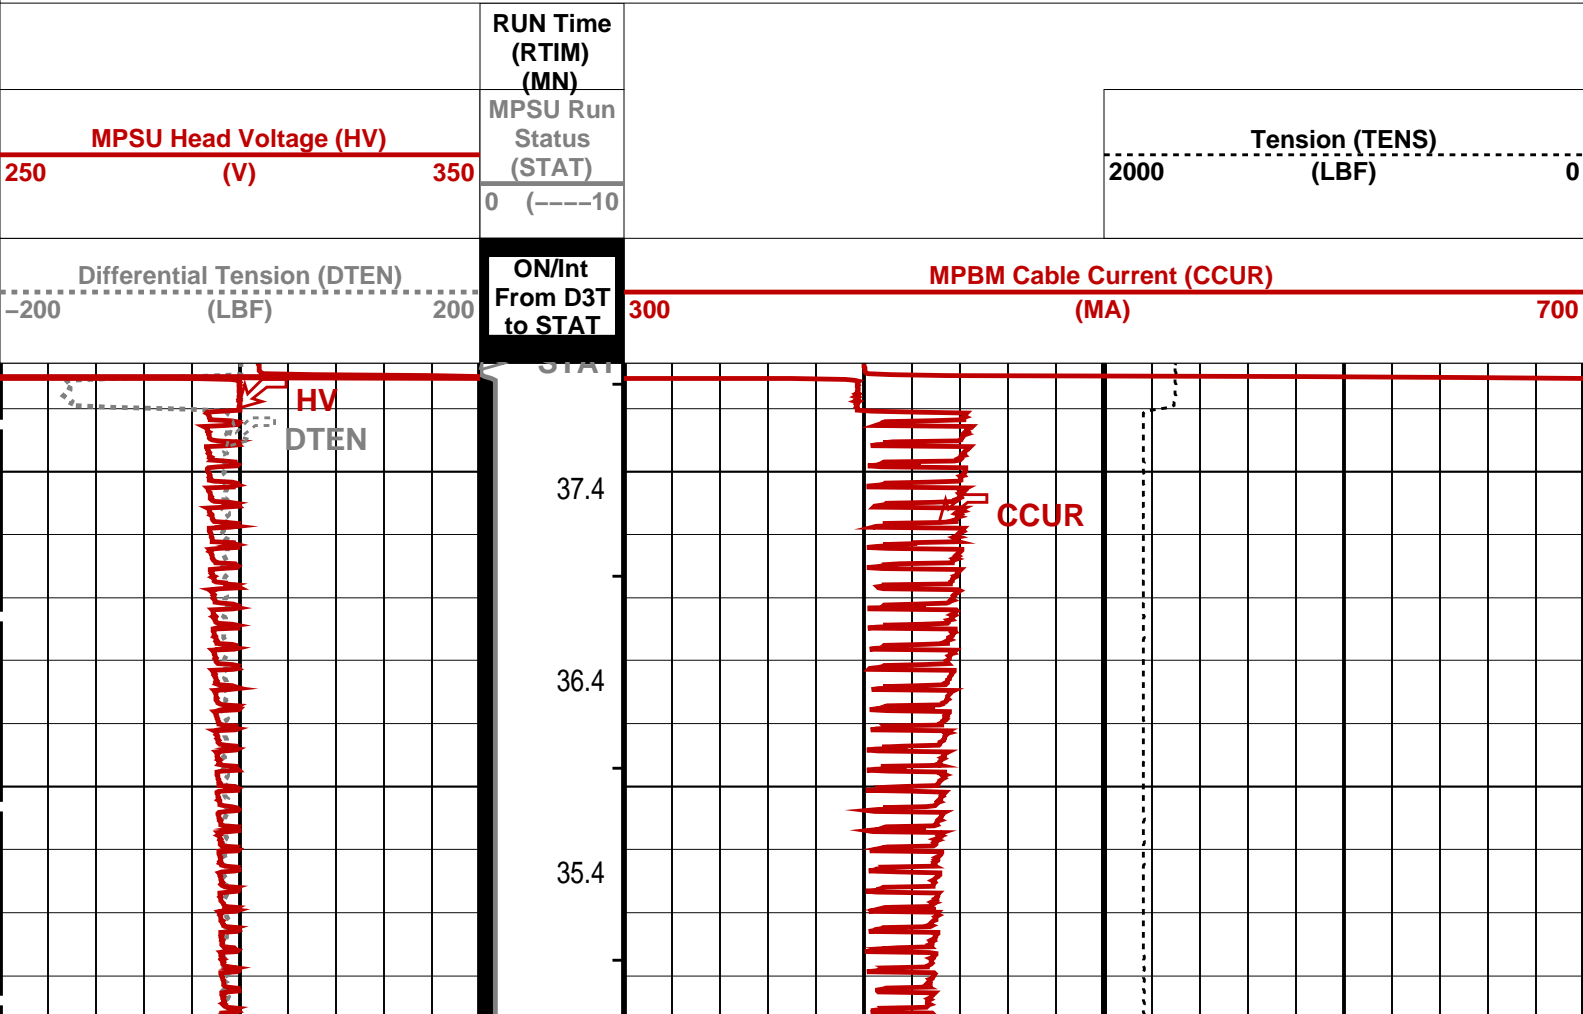 RUN Time
(RTIM)
(MN)
MPSU Run
Status
(STAT)
0 (----10
MPSU Head Voltage (HV)
250 (V) 350
Tension (TENS)
2000 (LBF) 0
Differential Tension (DTEN)
-200 (LBF) 200
ON/Int
From D3T
to STAT
MPBM Cable Current (CCUR)
300 (MA) 700
STAT
HV
DTEN
37.4
CCUR
36.4
35.4